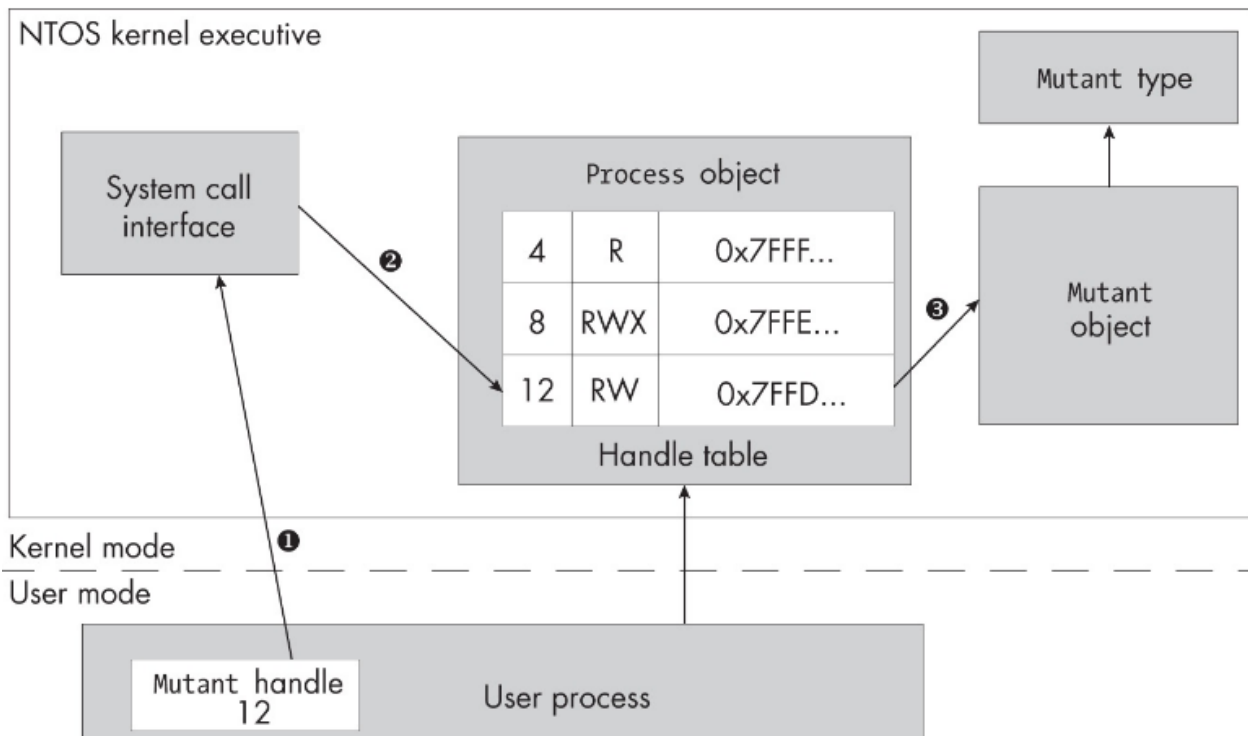 NTOS kernel executive
Mutant type
System call
interface
❷
Process object
4 R 0x7FFF...
8 RWX 0x7FFE...
12 RW 0x7FFD...
Handle table
❸
Mutant
object
❶
Kernel mode
User mode
Mutant handle
12
User process